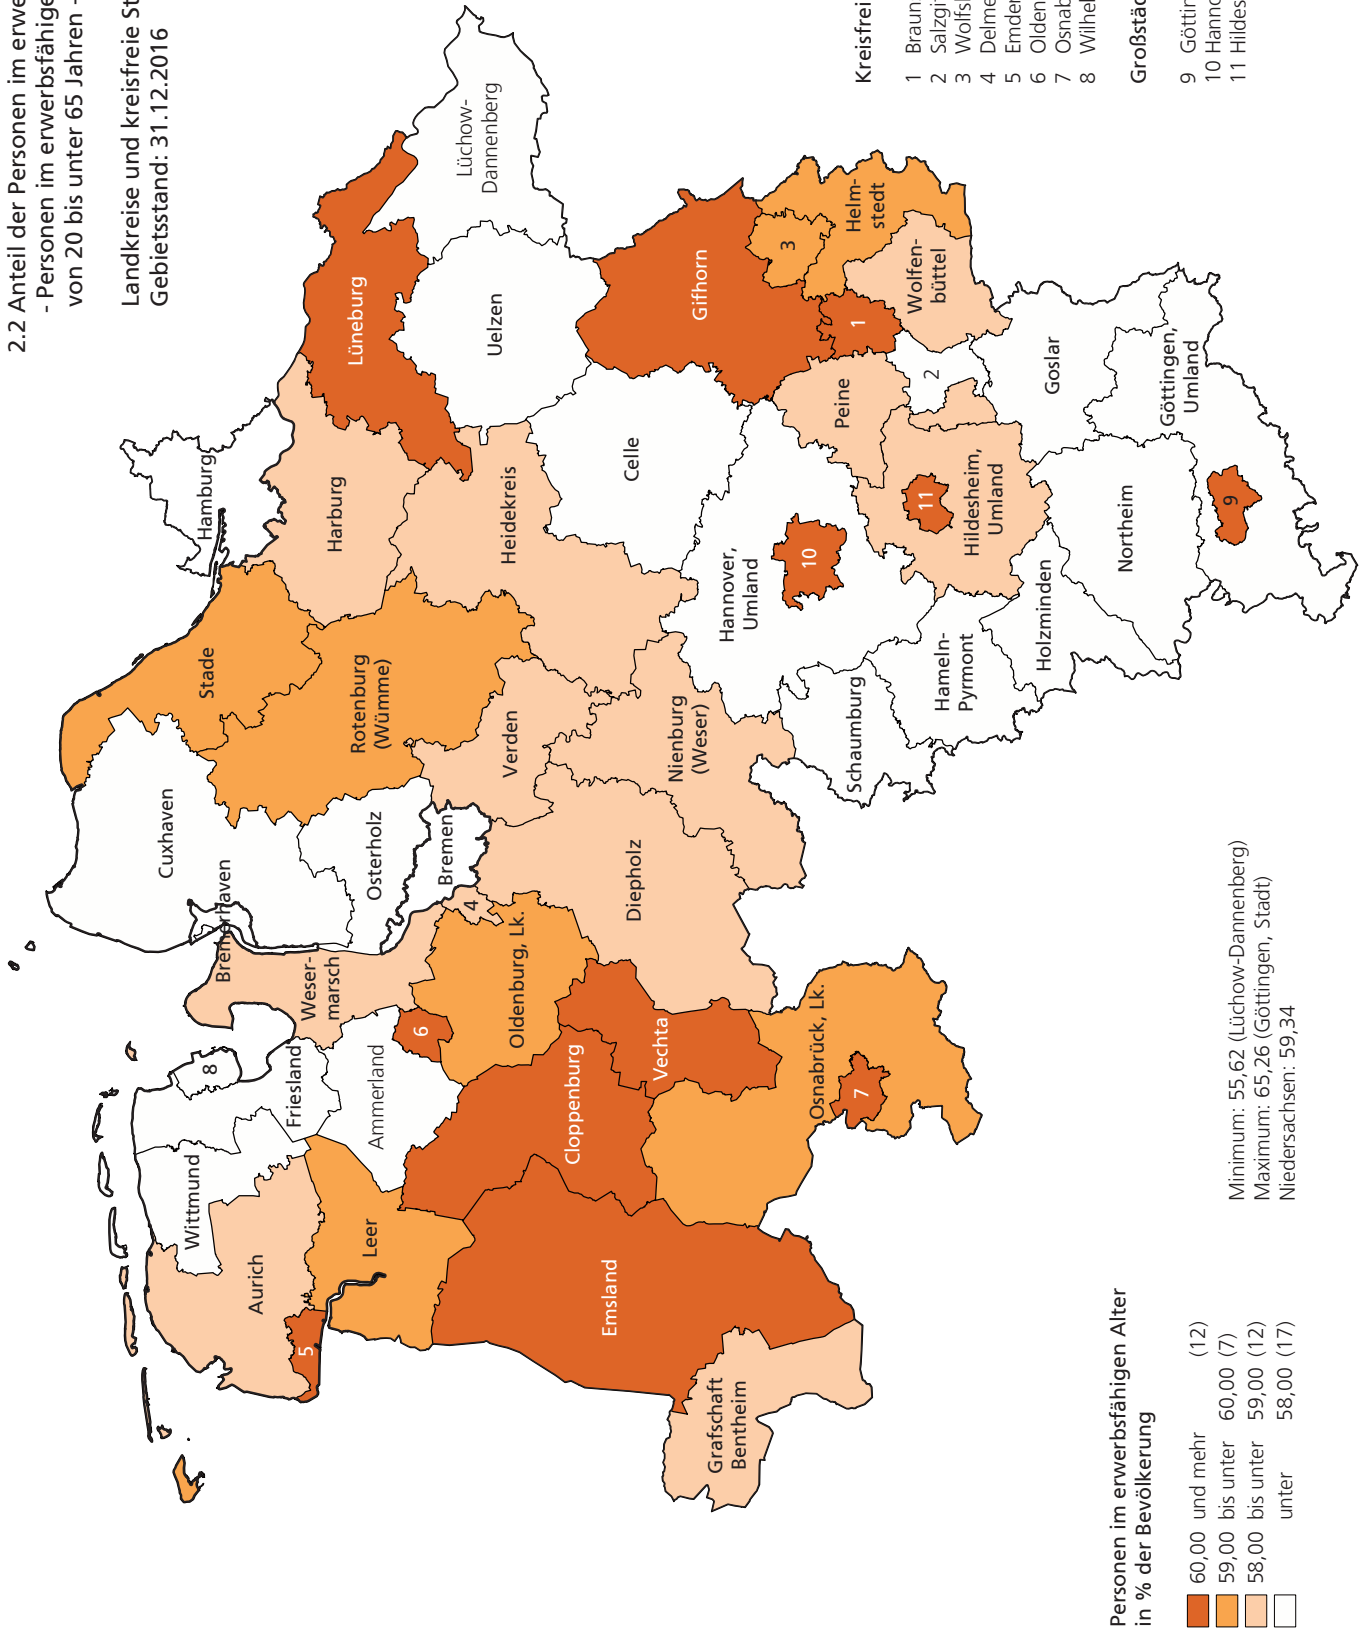 2.2 Anteil der Personen im erwe
- Personen im erwerbsfähige
von 20 bis unter 65 Jahren -
Landkreise und kreisfreie St
Gebietsstand: 31.12.2016
Hamburg
Stade
Cuxhaven
Bremerhaven
Harburg
Lüneburg
Lüchow-
Dannenberg
Rotenburg
(Wümme)
Osterholz
Bremen
Weser-
marsch
8
Friesland
Wittmund
Aurich
5
Leer
Ammerland
6
4
Oldenburg, Lk.
Verden
Heidekreis
Uelzen
Celle
Gifhorn
Emsland
Cloppenburg
Vechta
Diepholz
Nienburg
(Weser)
Hannover,
Umland
10
Peine
1
3
Helm-
stedt
Grafschaft
Bentheim
Osnabrück, Lk.
7
Schaumburg
Hameln-
Pyrmont
Hildesheim,
Umland
11
2
Wolfen-
büttel
Holzminden
Goslar
Northeim
Göttingen,
Umland
9
Kreisfrei
1 Braun
2 Salzgi
3 Wolfs
4 Delme
5 Emder
6 Olden
7 Osnab
8 Wilhel
Großstäd
9 Göttin
10 Hanno
11 Hildes
Personen im erwerbsfähigen Alter
in % der Bevölkerung
60,00 und mehr (12)
59,00 bis unter 60,00 (7)
58,00 bis unter 59,00 (12)
unter 58,00 (17)
Minimum: 55,62 (Lüchow-Dannenberg)
Maximum: 65,26 (Göttingen, Stadt)
Niedersachsen: 59,34